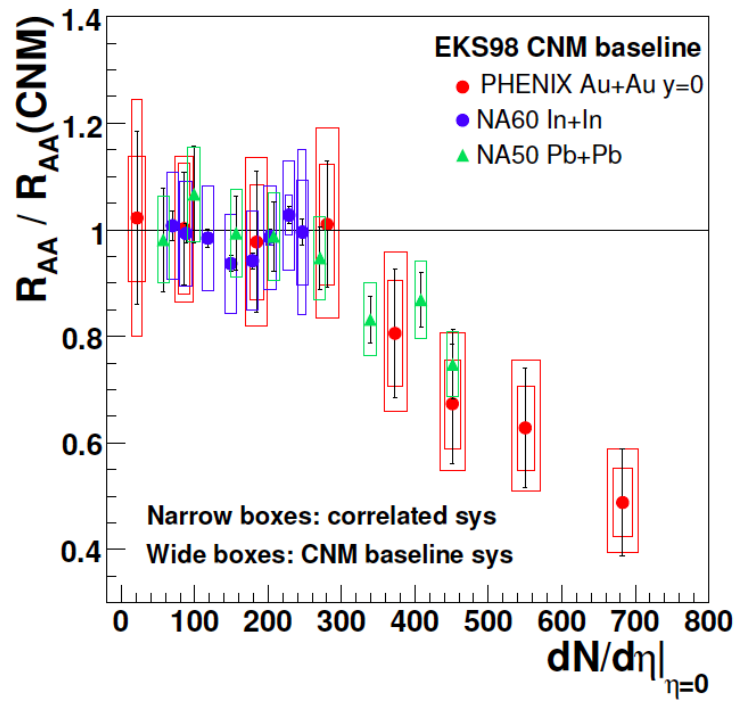 R_AA / R_AA(CNM)
1.4
1.2
1
0.8
0.6
0.4
EKS98 CNM baseline
PHENIX Au+Au y=0
NA60 In+In
NA50 Pb+Pb
Narrow boxes: correlated sys
Wide boxes: CNM baseline sys
0 100 200 300 400 500 600 700 800
dN/dη|_η=0